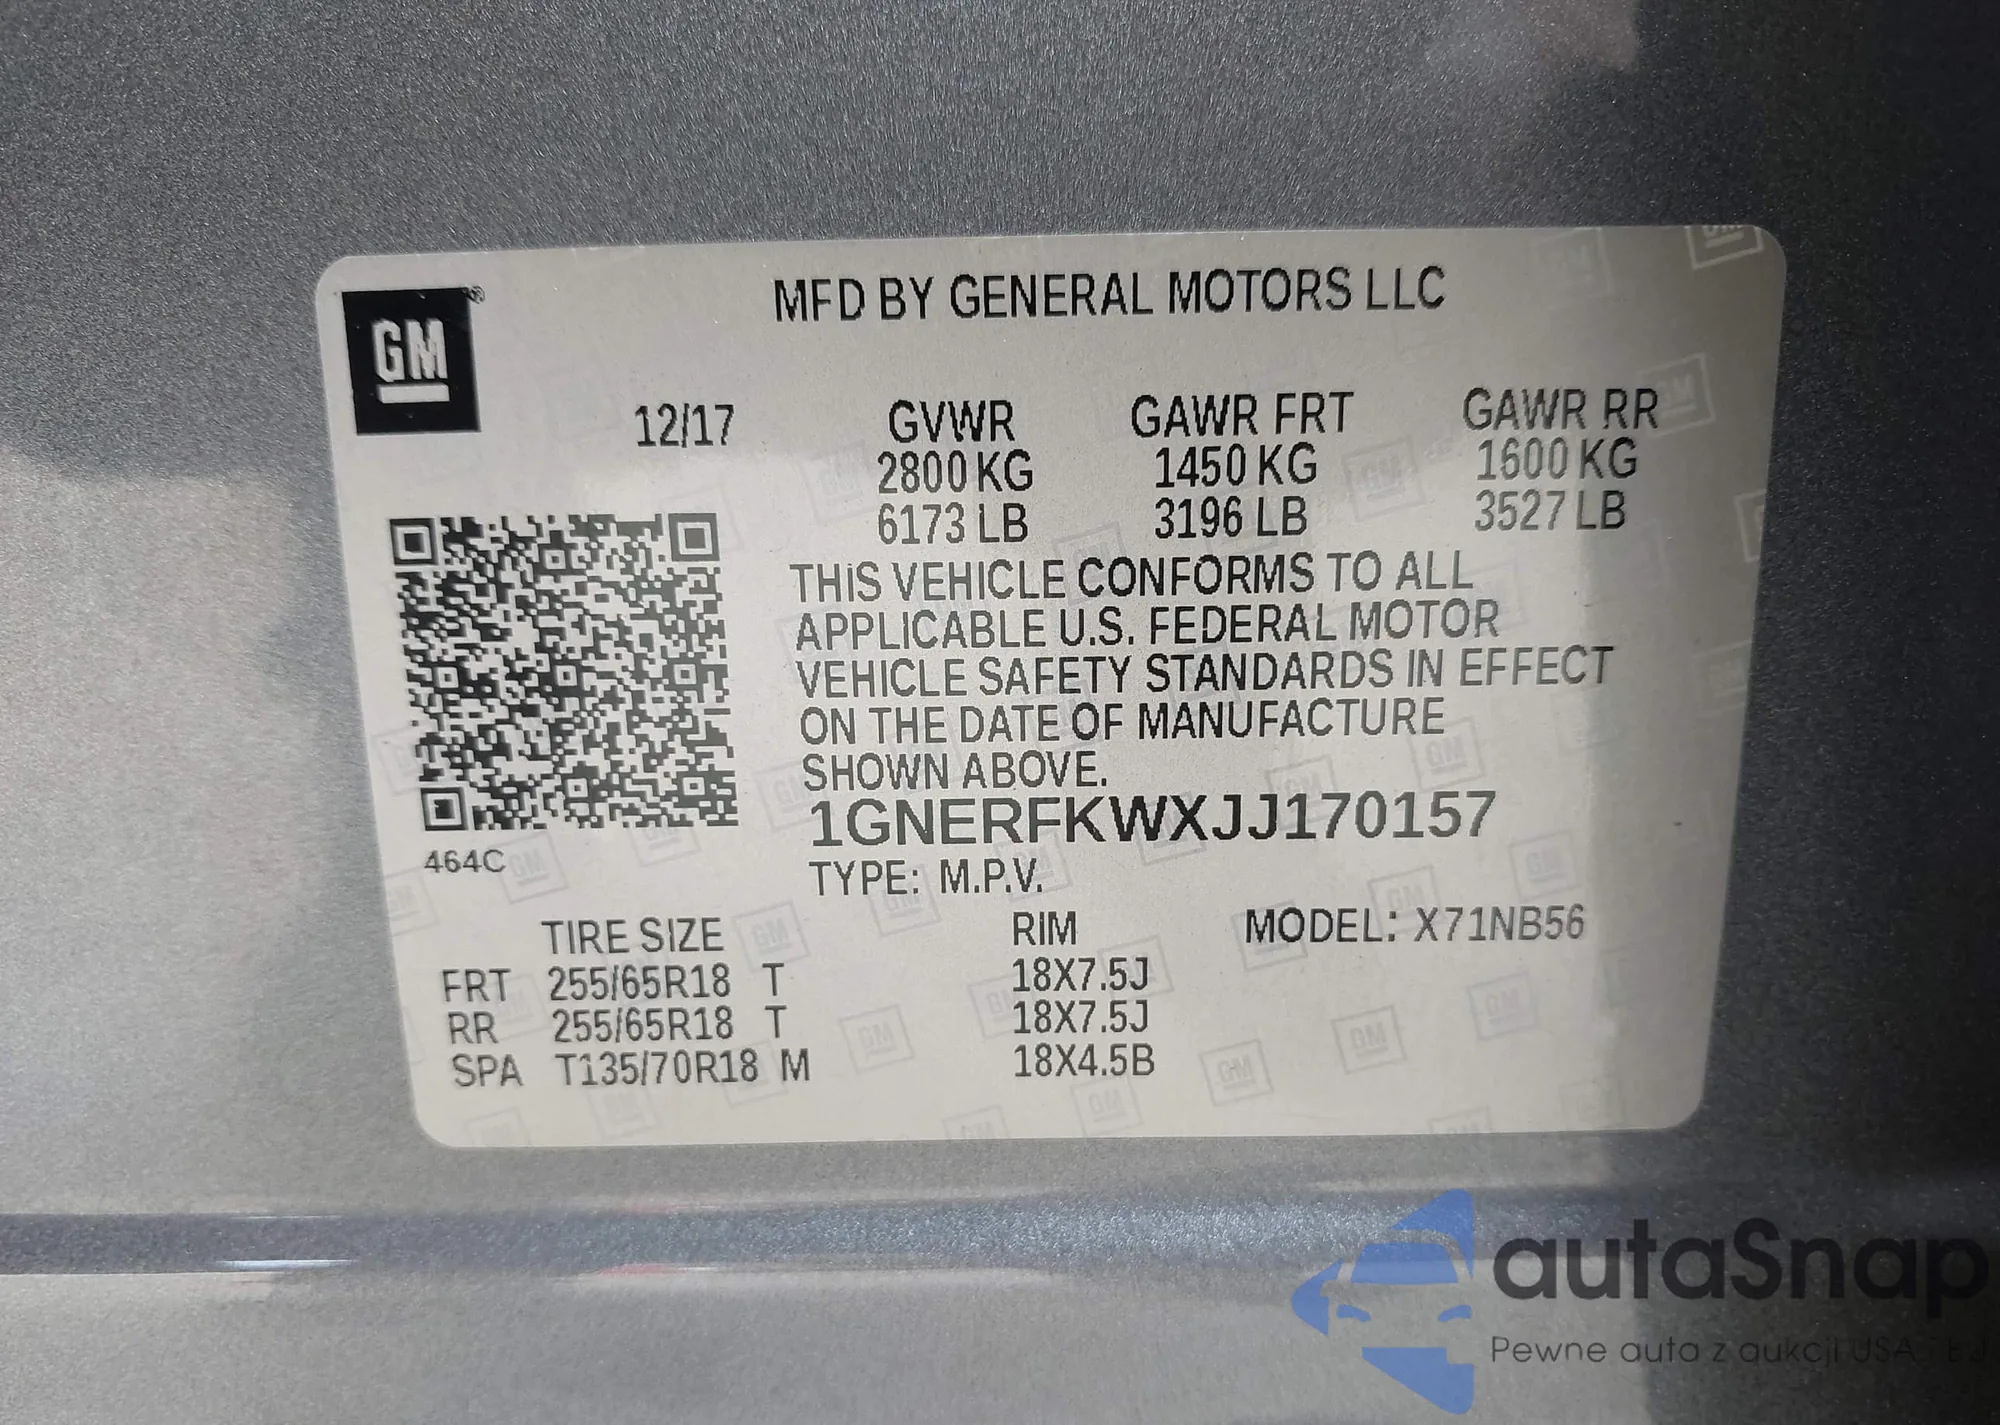 GM®
MFD BY GENERAL MOTORS LLC
12/17 GVWR GAWR FRT GAWR RR
2800 KG 1450 KG 1600 KG
6173 LB 3196 LB 3527 LB
THiS VEHICLE CONFORMS TO ALL
APPLICABLE U.S. FEDERAL MOTOR
VEHICLE SAFETY STANDARDS IN EFFECT
ON THE DATE OF MANUFACTURE
SHOWN ABOVE.
1GNERFKWXJJ170157
464C
TYPE: M.P.V.
TIRE SIZE RIM MODEL: X71NB56
FRT 255/65R18 T 18X7.5J
RR 255/65R18 T 18X7.5J
SPA T135/70R18 M 18X4.5B
autaSnap
Pewne auta z aukcji USA